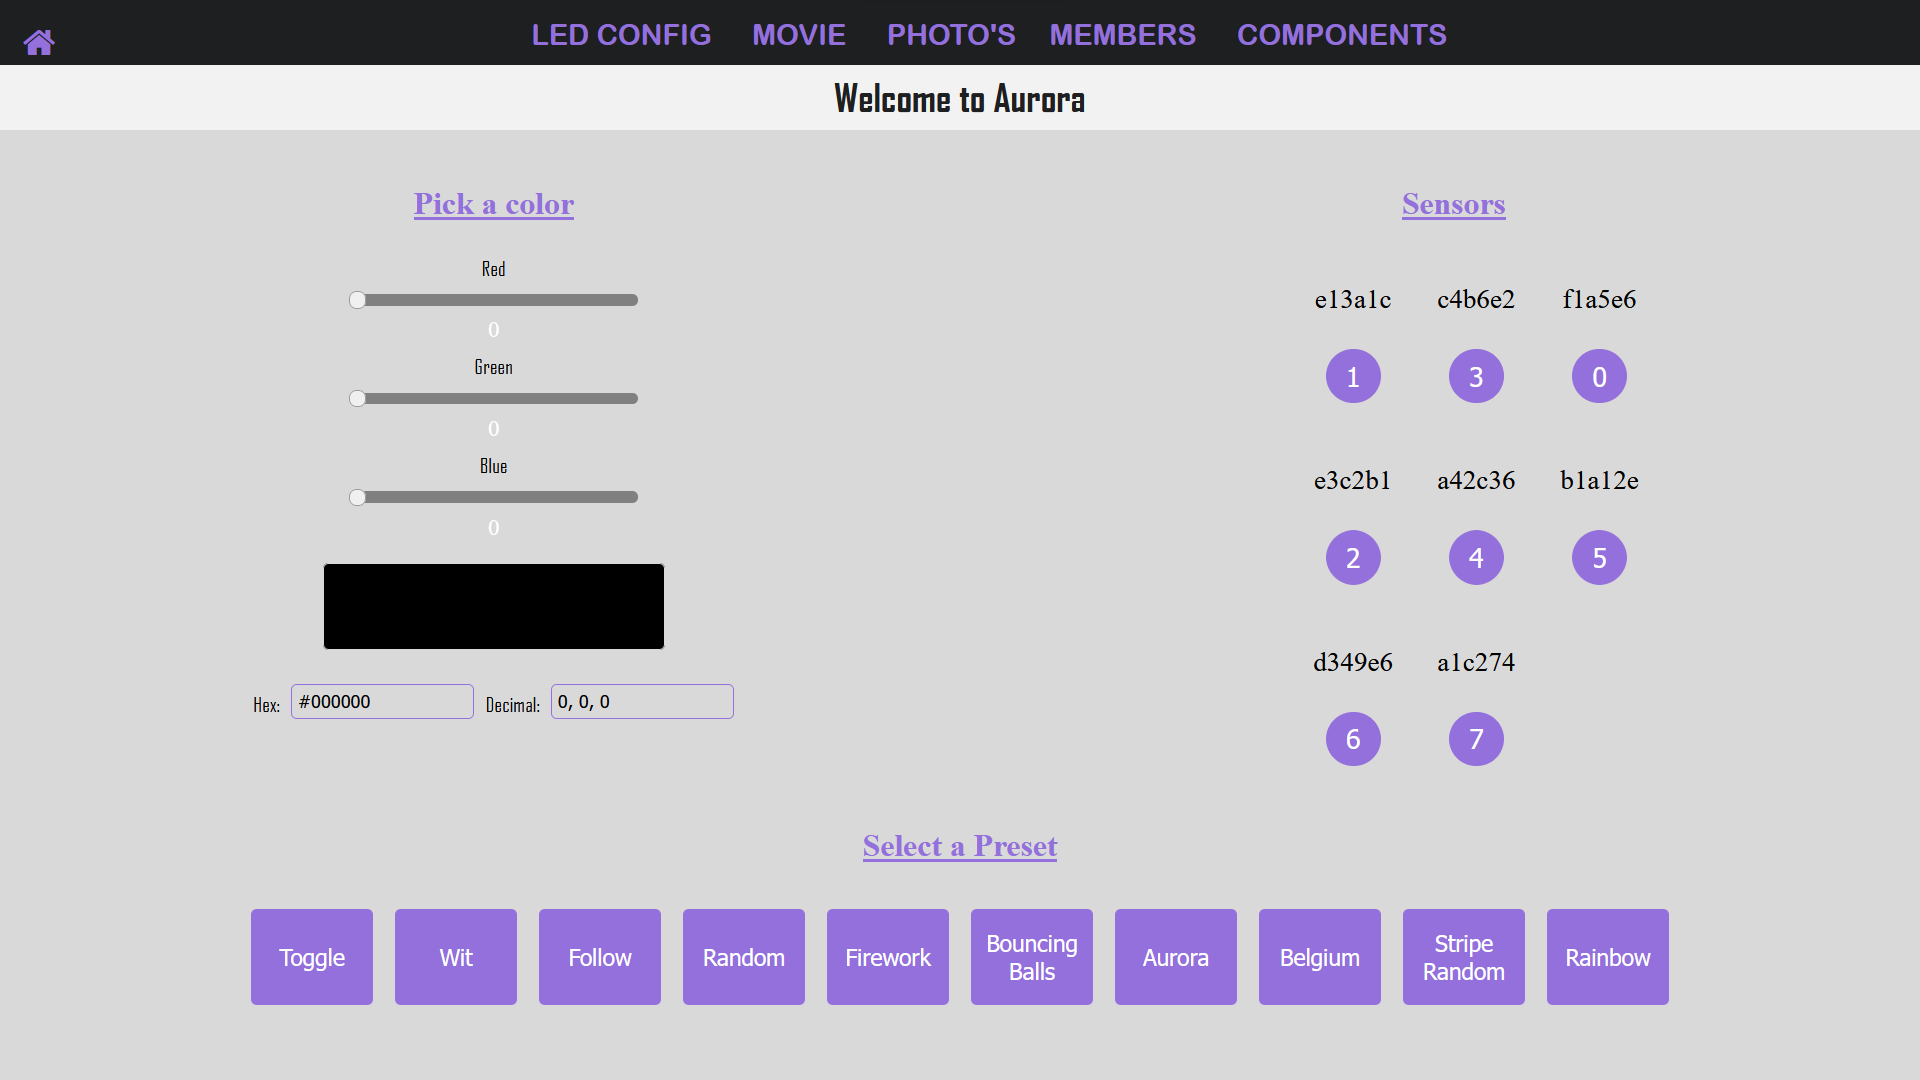 LED CONFIG MOVIE PHOTO'S MEMBERS COMPONENTS
Welcome to Aurora
Pick a color
Red
0
Green
0
Blue
0
Hex: #000000 Decimal: 0, 0, 0
Sensors
e13a1c c4b6e2 f1a5e6
1 3 0
e3c2b1 a42c36 b1a12e
2 4 5
d349e6 a1c274
6 7
Select a Preset
Toggle
Wit
Follow
Random
Firework
Bouncing
Balls
Aurora
Belgium
Stripe
Random
Rainbow